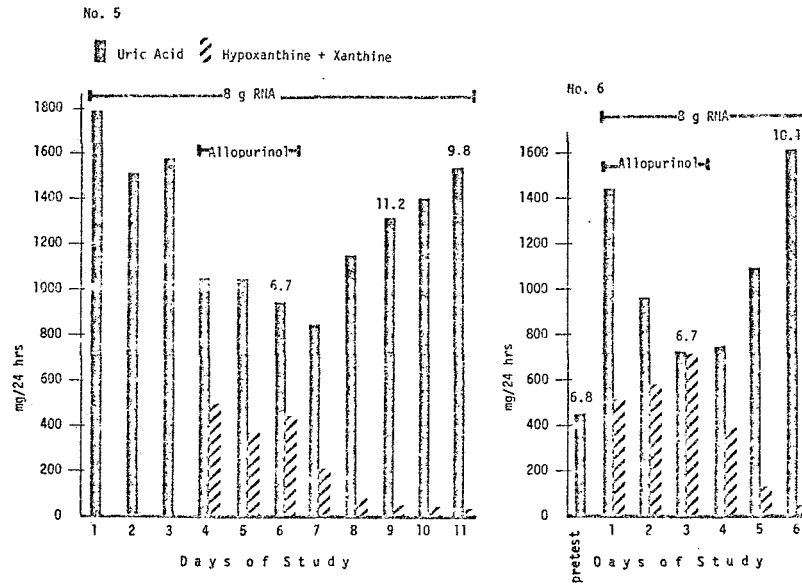 No. 5
Uric Acid
Hypoxanthine + Xanthine
8 g RNA
Allopurinol
1800
1600
1400
1200
1000
800
600
400
200
0
mg/24 hrs
6.7
11.2
9.8
1 2 3 4 5 6 7 8 9 10 11
Days of Study
No. 6
8 g RNA
Allopurinol
1600
1400
1200
1000
800
600
400
200
0
mg/24 hrs
6.8
6.7
10.1
pretest 1 2 3 4 5 6
Days of Study